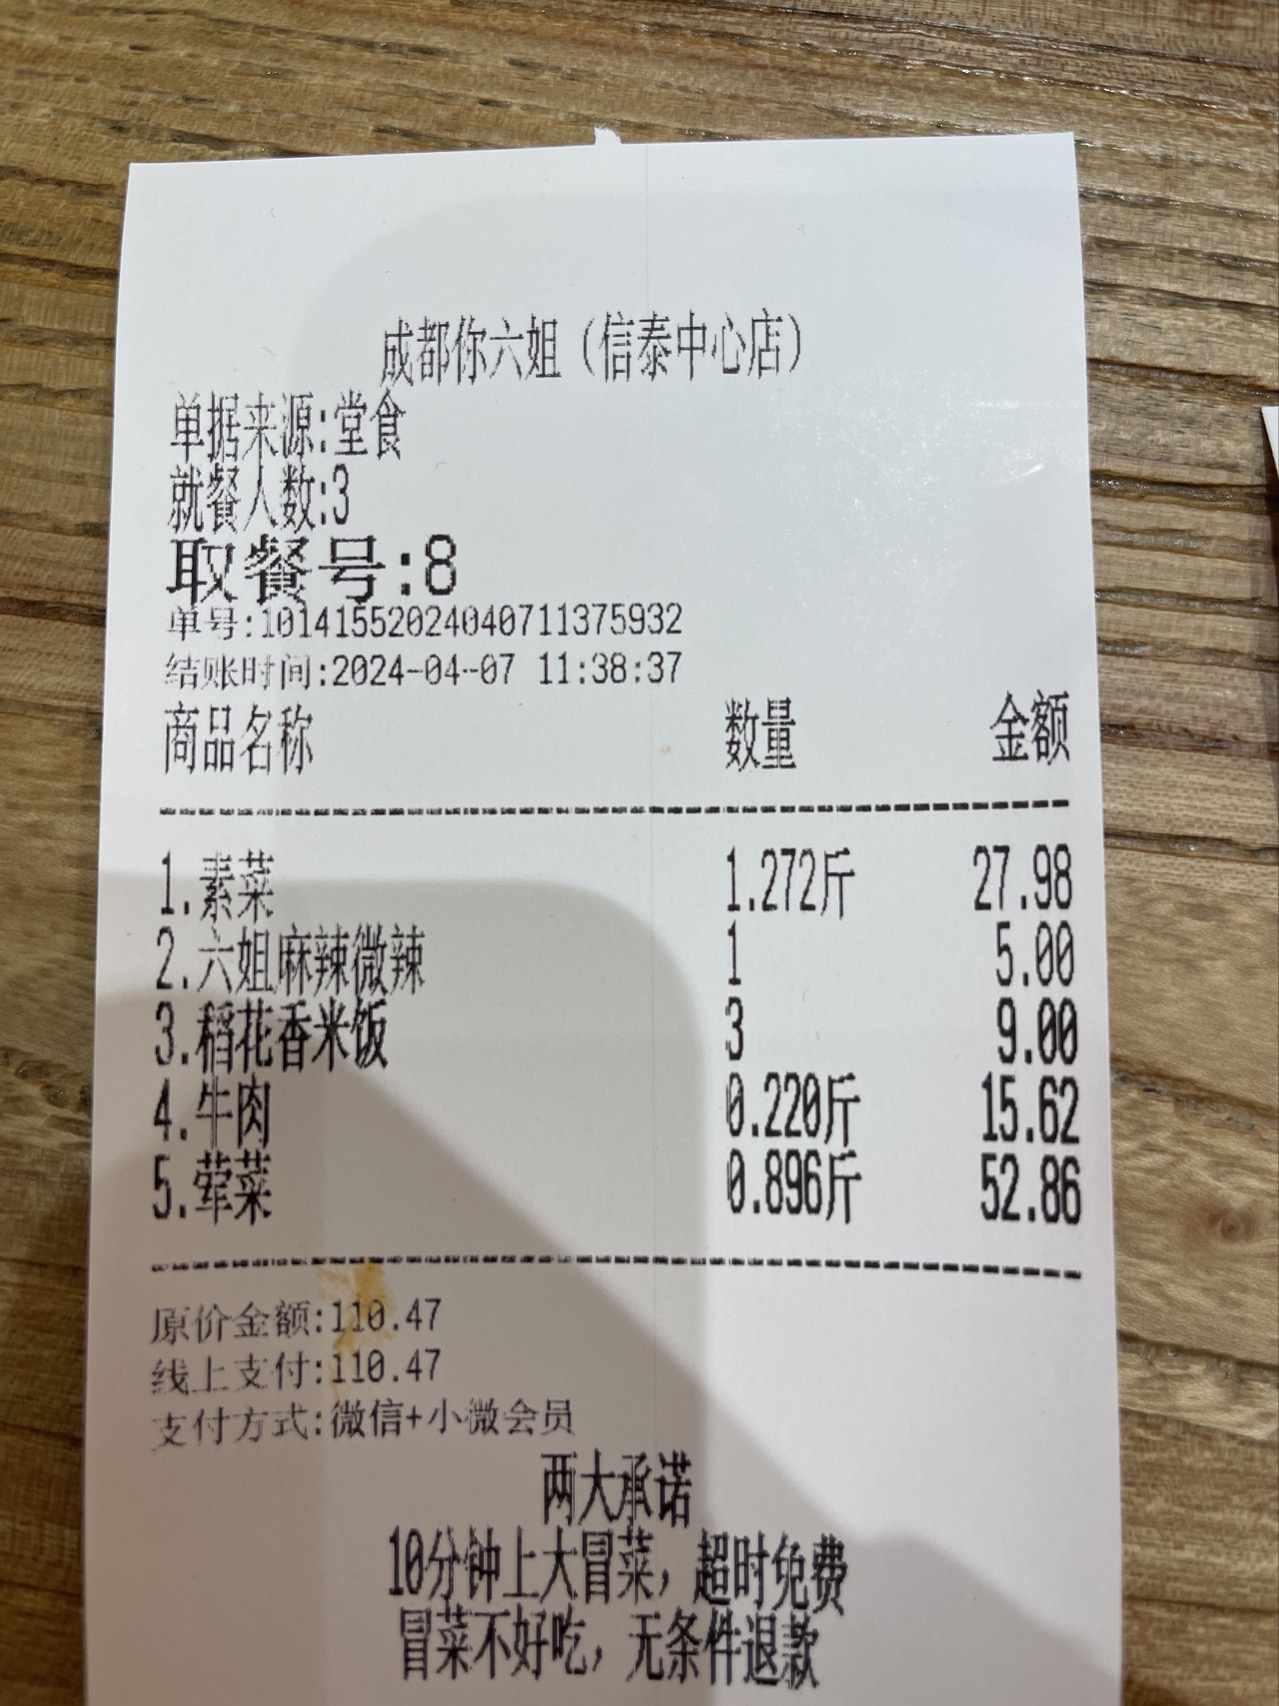 成都你六姐（信泰中心店）
单据来源:堂食
就餐人数:3
取餐号:8
单号:10141552024040711375932
结账时间:2024-04-07 11:38:37
商品名称 数量 金额
1.素菜 1.272斤 27.98
2.六姐麻辣微辣 1 5.00
3.稻花香米饭 3 9.00
4.牛肉 0.220斤 15.62
5.荤菜 0.896斤 52.86
原价金额:110.47
线上支付:110.47
支付方式:微信+小微会员
两大承诺
10分钟上大冒菜，超时免费
冒菜不好吃，无条件退款